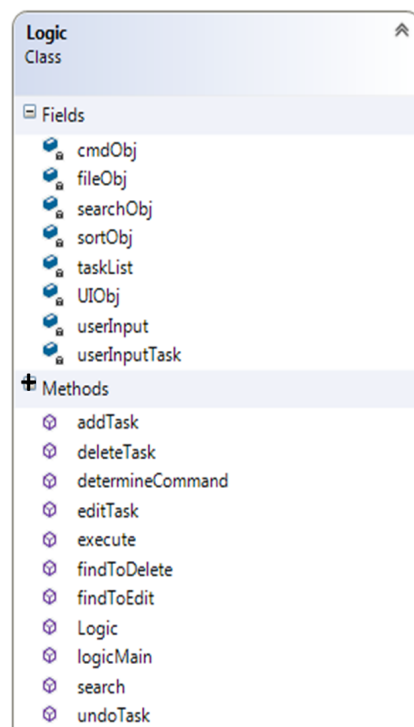 Logic
Class
Fields
cmdObj
fileObj
searchObj
sortObj
taskList
UIObj
userInput
userInputTask
Methods
addTask
deleteTask
determineCommand
editTask
execute
findToDelete
findToEdit
Logic
logicMain
search
undoTask